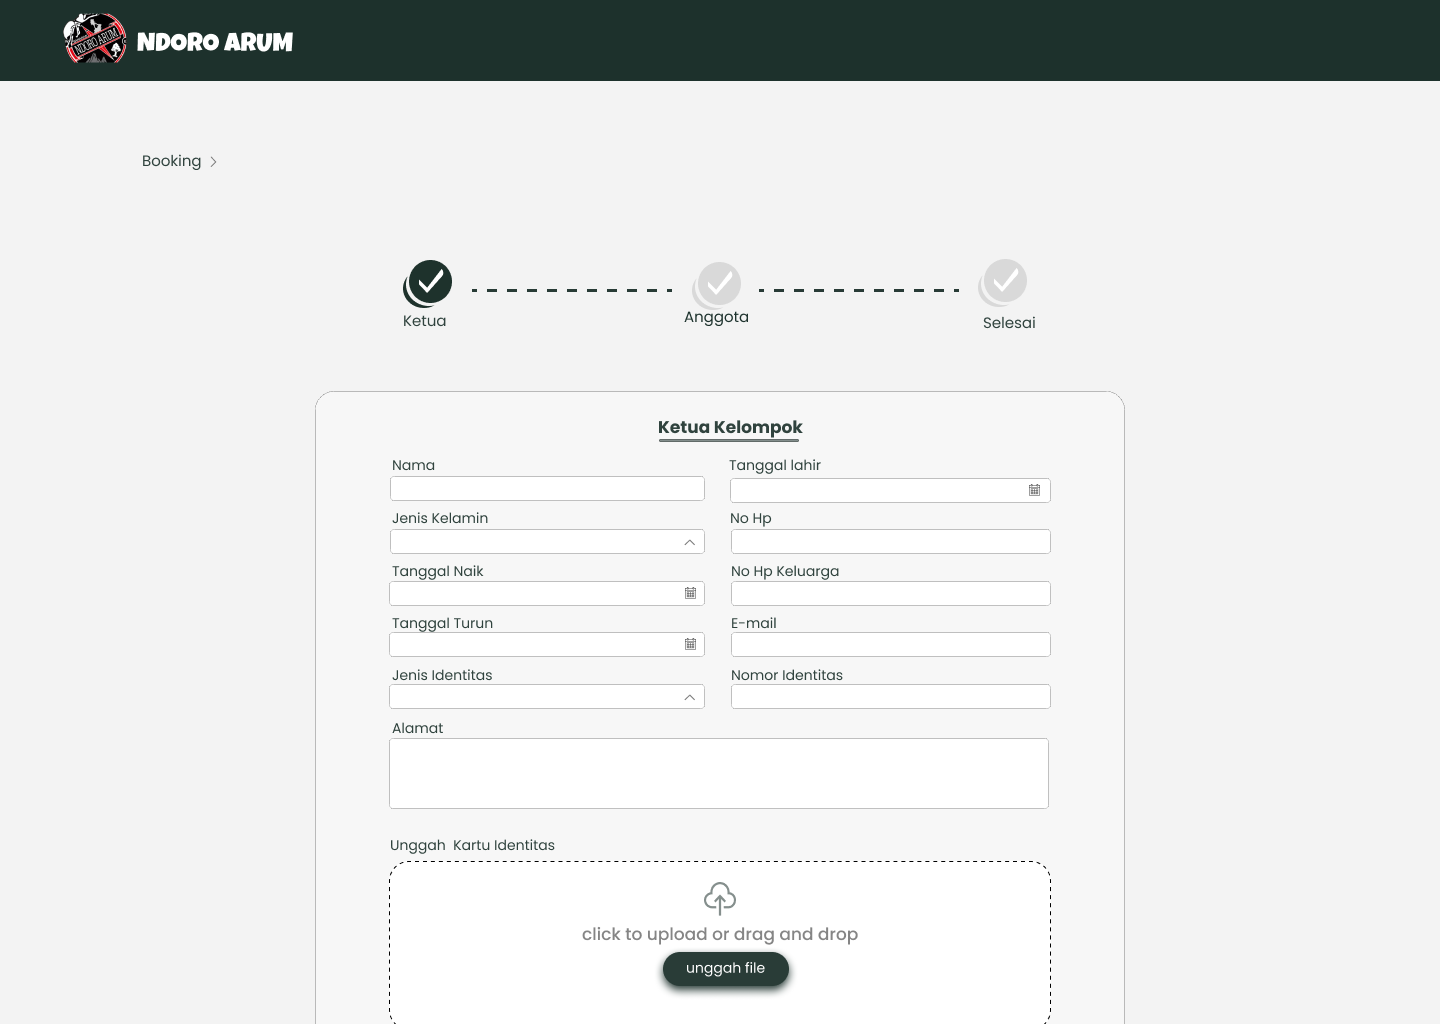 NDORO ARUM
NDORO ARUM
Booking
Ketua
Anggota
Selesai
Ketua Kelompok
Nama
Tanggal lahir
Jenis Kelamin
No Hp
Tanggal Naik
No Hp Keluarga
Tanggal Turun
E-mail
Jenis Identitas
Nomor Identitas
Alamat
Unggah Kartu Identitas
click to upload or drag and drop
unggah file